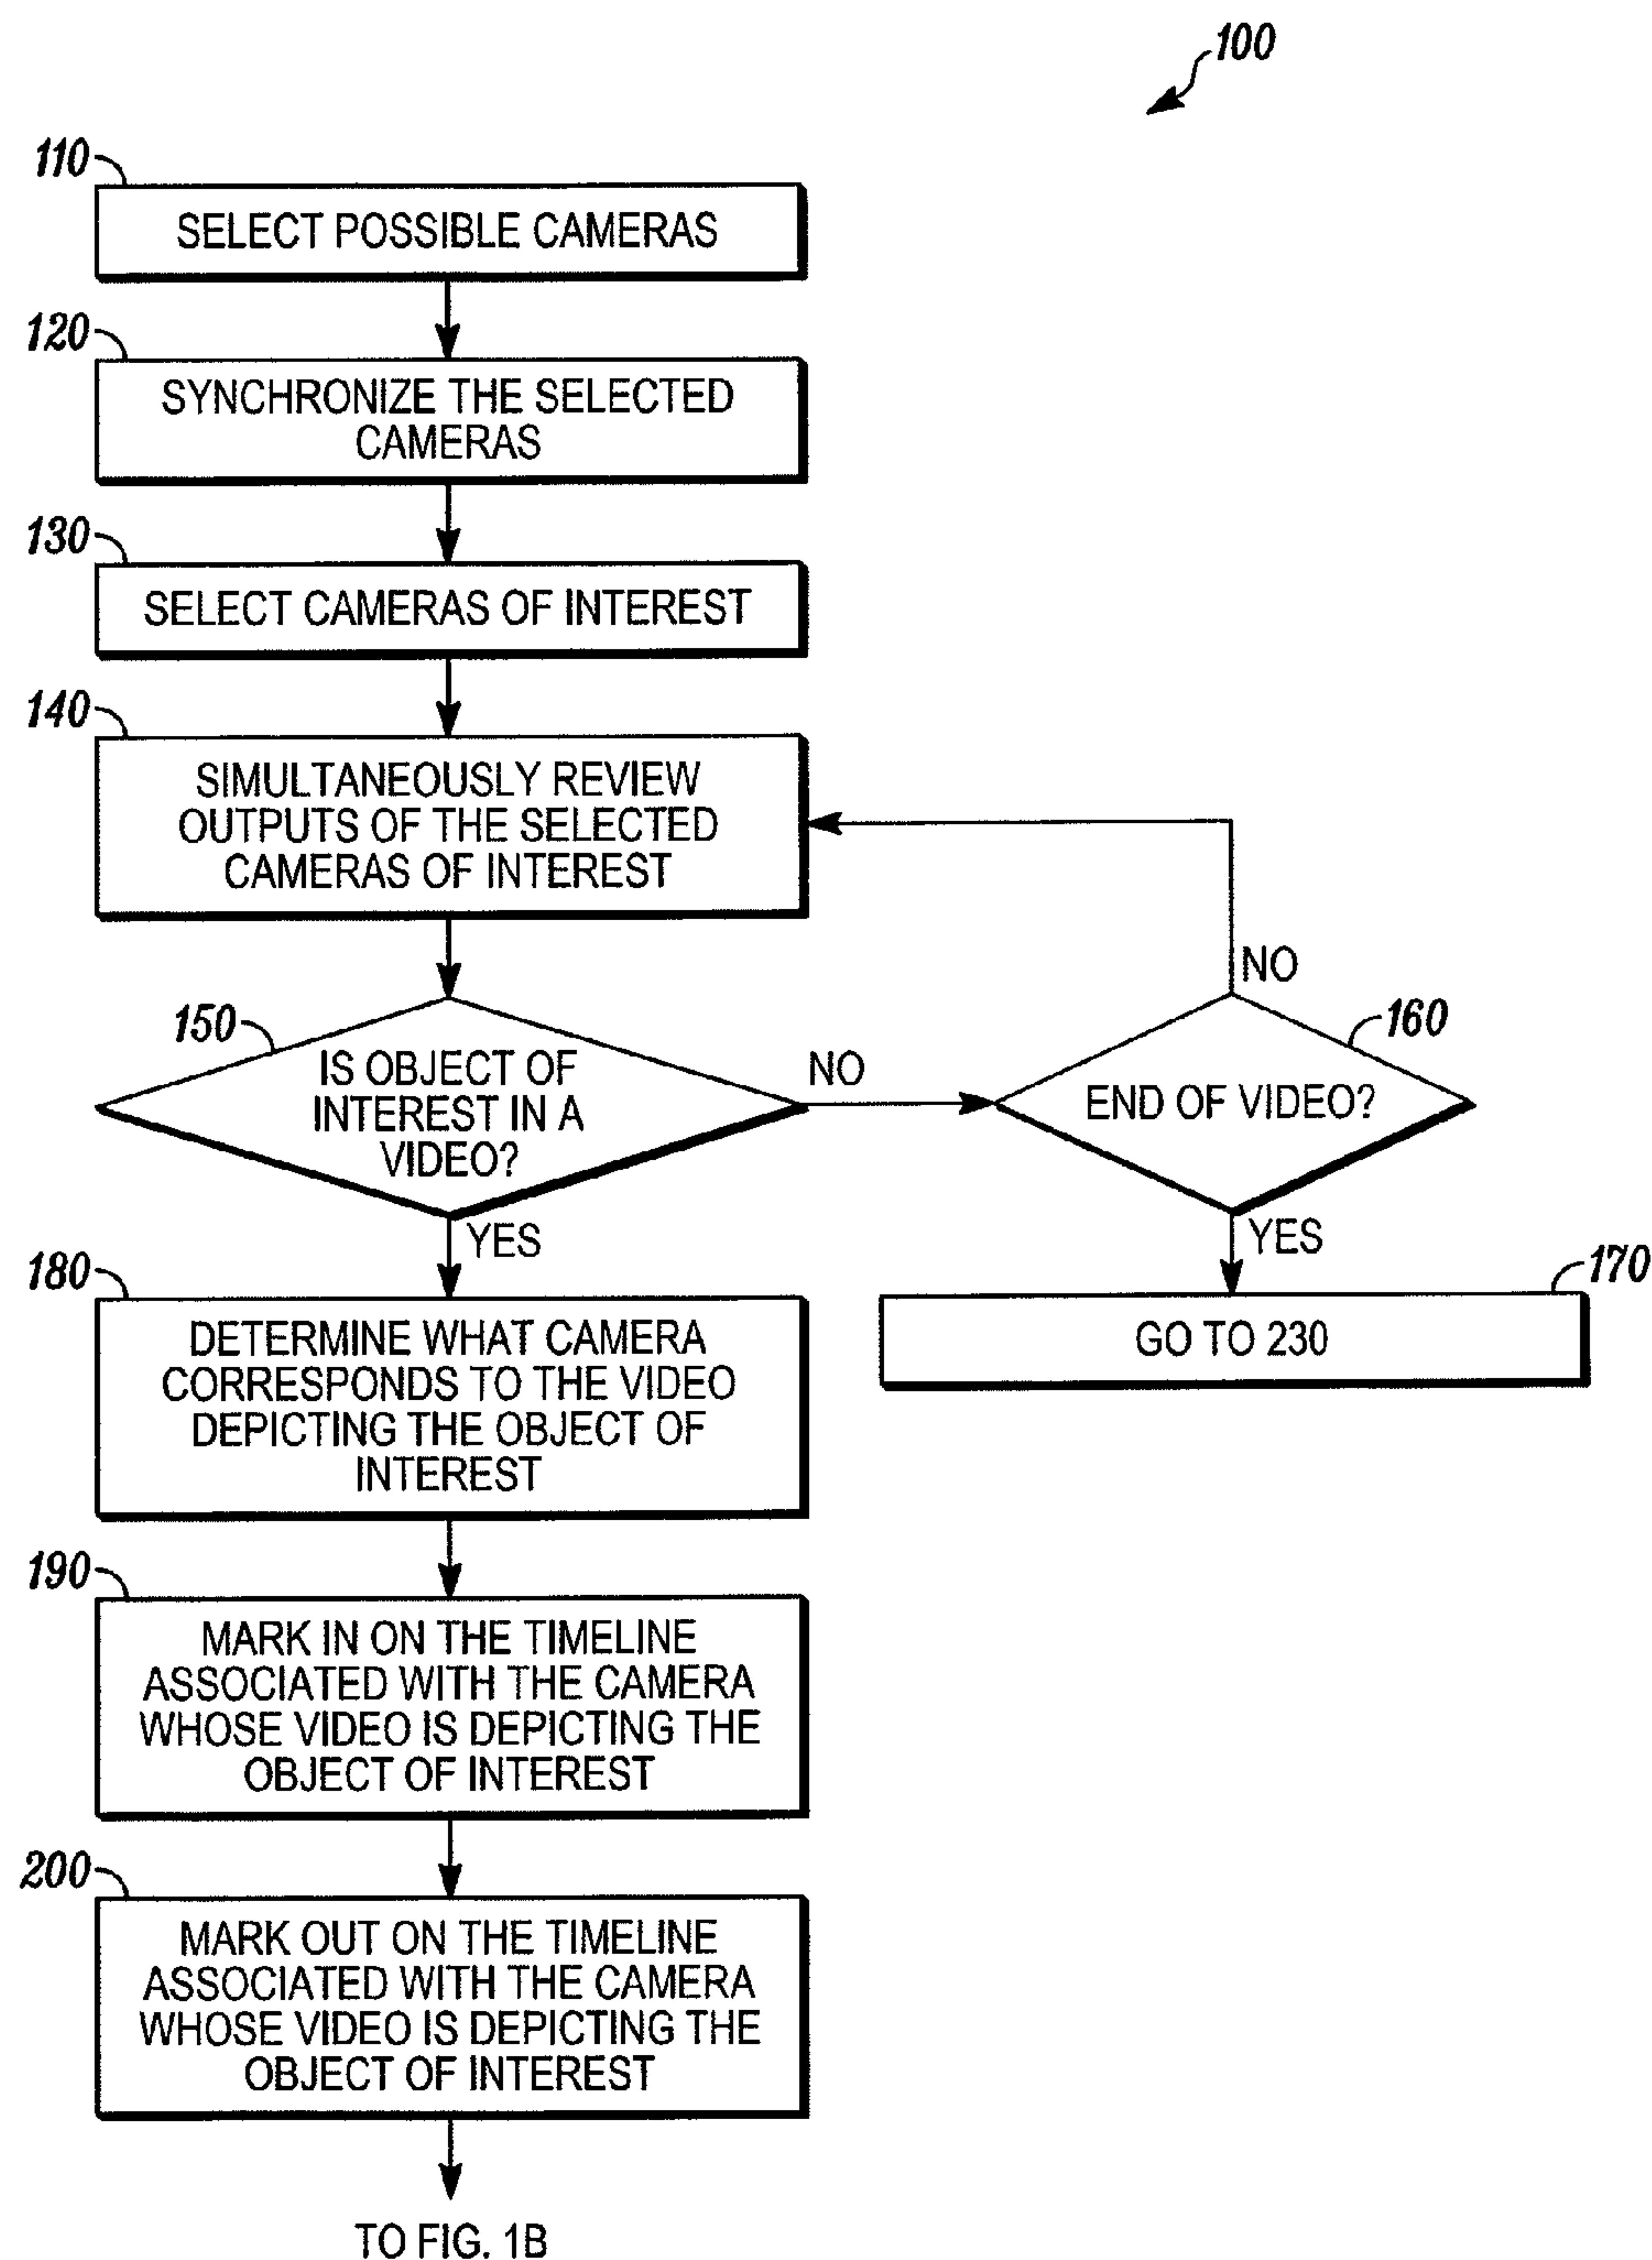 100
110
SELECT POSSIBLE CAMERAS
120
SYNCHRONIZE THE SELECTED
CAMERAS
130
SELECT CAMERAS OF INTEREST
140
SIMULTANEOUSLY REVIEW
OUTPUTS OF THE SELECTED
CAMERAS OF INTEREST
150
IS OBJECT OF
INTEREST IN A
VIDEO?
NO
YES
160
END OF VIDEO?
NO
YES
170
GO TO 230
180
DETERMINE WHAT CAMERA
CORRESPONDS TO THE VIDEO
DEPICTING THE OBJECT OF
INTEREST
190
MARK IN ON THE TIMELINE
ASSOCIATED WITH THE CAMERA
WHOSE VIDEO IS DEPICTING THE
OBJECT OF INTEREST
200
MARK OUT ON THE TIMELINE
ASSOCIATED WITH THE CAMERA
WHOSE VIDEO IS DEPICTING THE
OBJECT OF INTEREST
TO FIG. 1B